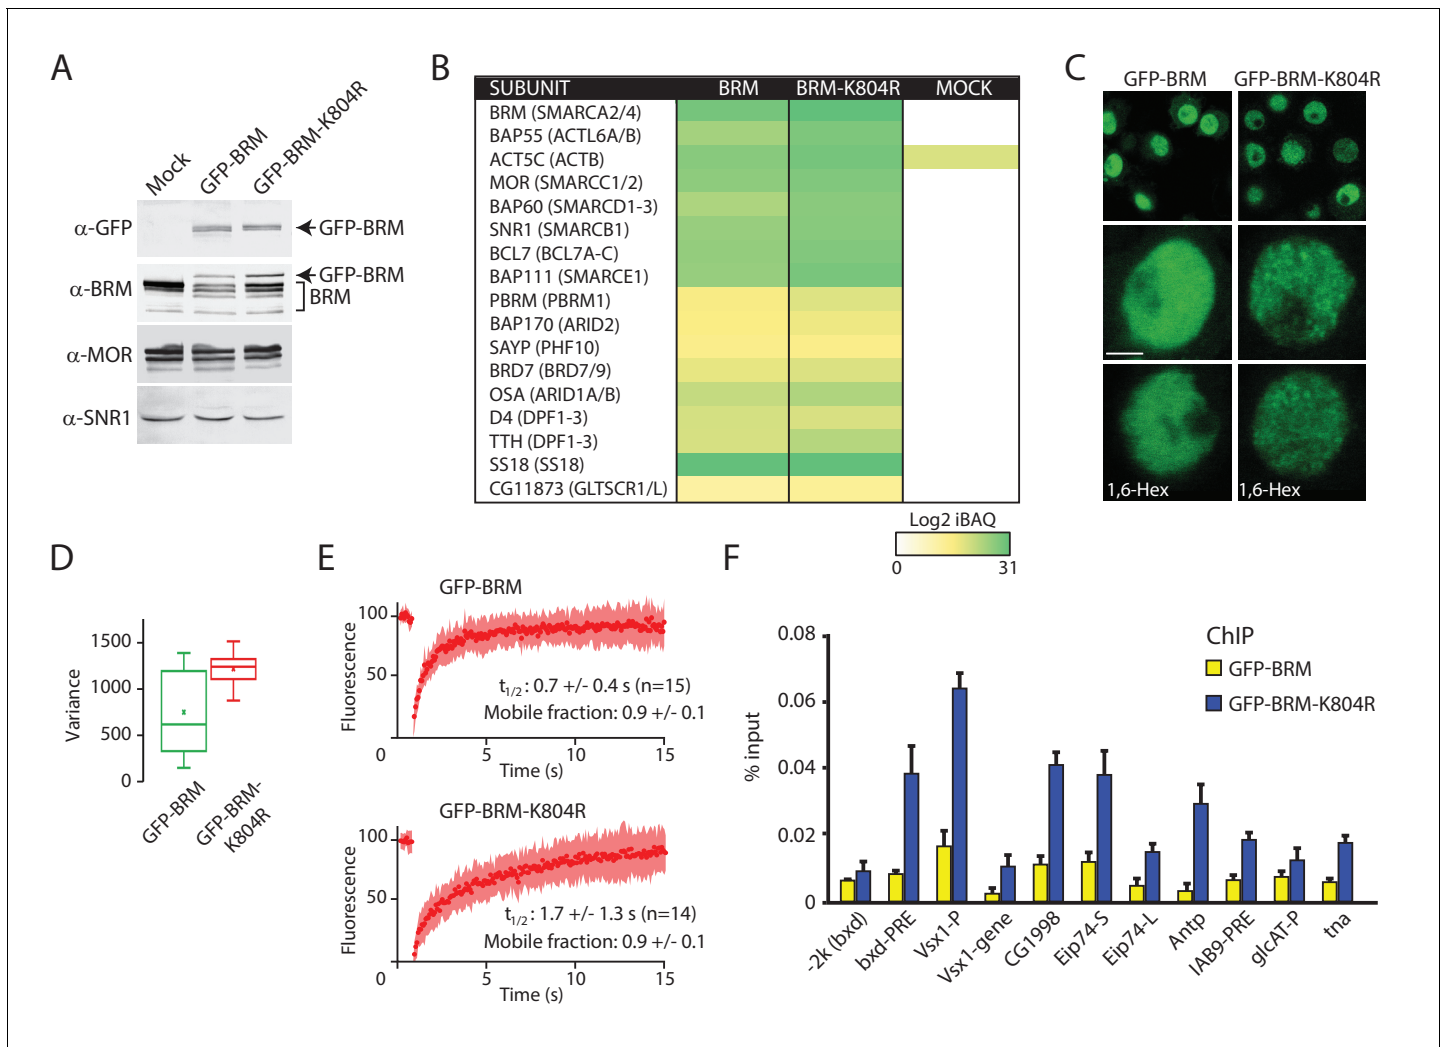 A
Mock
GFP-BRM
GFP-BRM-K804R
α-GFP
GFP-BRM
α-BRM
GFP-BRM
BRM
α-MOR
α-SNR1
B
SUBUNIT BRM BRM-K804R MOCK
BRM (SMARCA2/4)
BAP55 (ACTL6A/B)
ACT5C (ACTB)
MOR (SMARCC1/2)
BAP60 (SMARCD1-3)
SNR1 (SMARCB1)
BCL7 (BCL7A-C)
BAP111 (SMARCE1)
PBRM (PBRM1)
BAP170 (ARID2)
SAYP (PHF10)
BRD7 (BRD7/9)
OSA (ARID1A/B)
D4 (DPF1-3)
TTH (DPF1-3)
SS18 (SS18)
CG11873 (GLTSCR1/L)
Log2 iBAQ
0 31
C
GFP-BRM GFP-BRM-K804R
1,6-Hex 1,6-Hex
D
Variance
1500
1000
500
0
GFP-BRM
GFP-BRM-
K804R
E
GFP-BRM
Fluorescence
100
50
t1/2 : 0.7 +/- 0.4 s (n=15)
Mobile fraction: 0.9 +/- 0.1
0 5 10 15
Time (s)
GFP-BRM-K804R
Fluorescence
100
50
t1/2 : 1.7 +/- 1.3 s (n=14)
Mobile fraction: 0.9 +/- 0.1
0 5 10 15
Time (s)
F
% input
0.08
0.06
0.04
0.02
0
ChIP
GFP-BRM
GFP-BRM-K804R
-2k (bxd)
bxd-PRE
Vsx1-P
Vsx1-gene
CG1998
Eip74-S
Eip74-L
Antp
IAB9-PRE
glcAT-P
tna